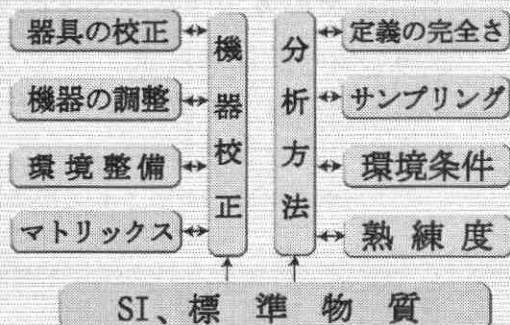 器具の校正
機器の調整
環境整備
マトリックス
機器校正
分析方法
定義の完全さ
サンプリング
環境条件
熟練度
SI、標準物質